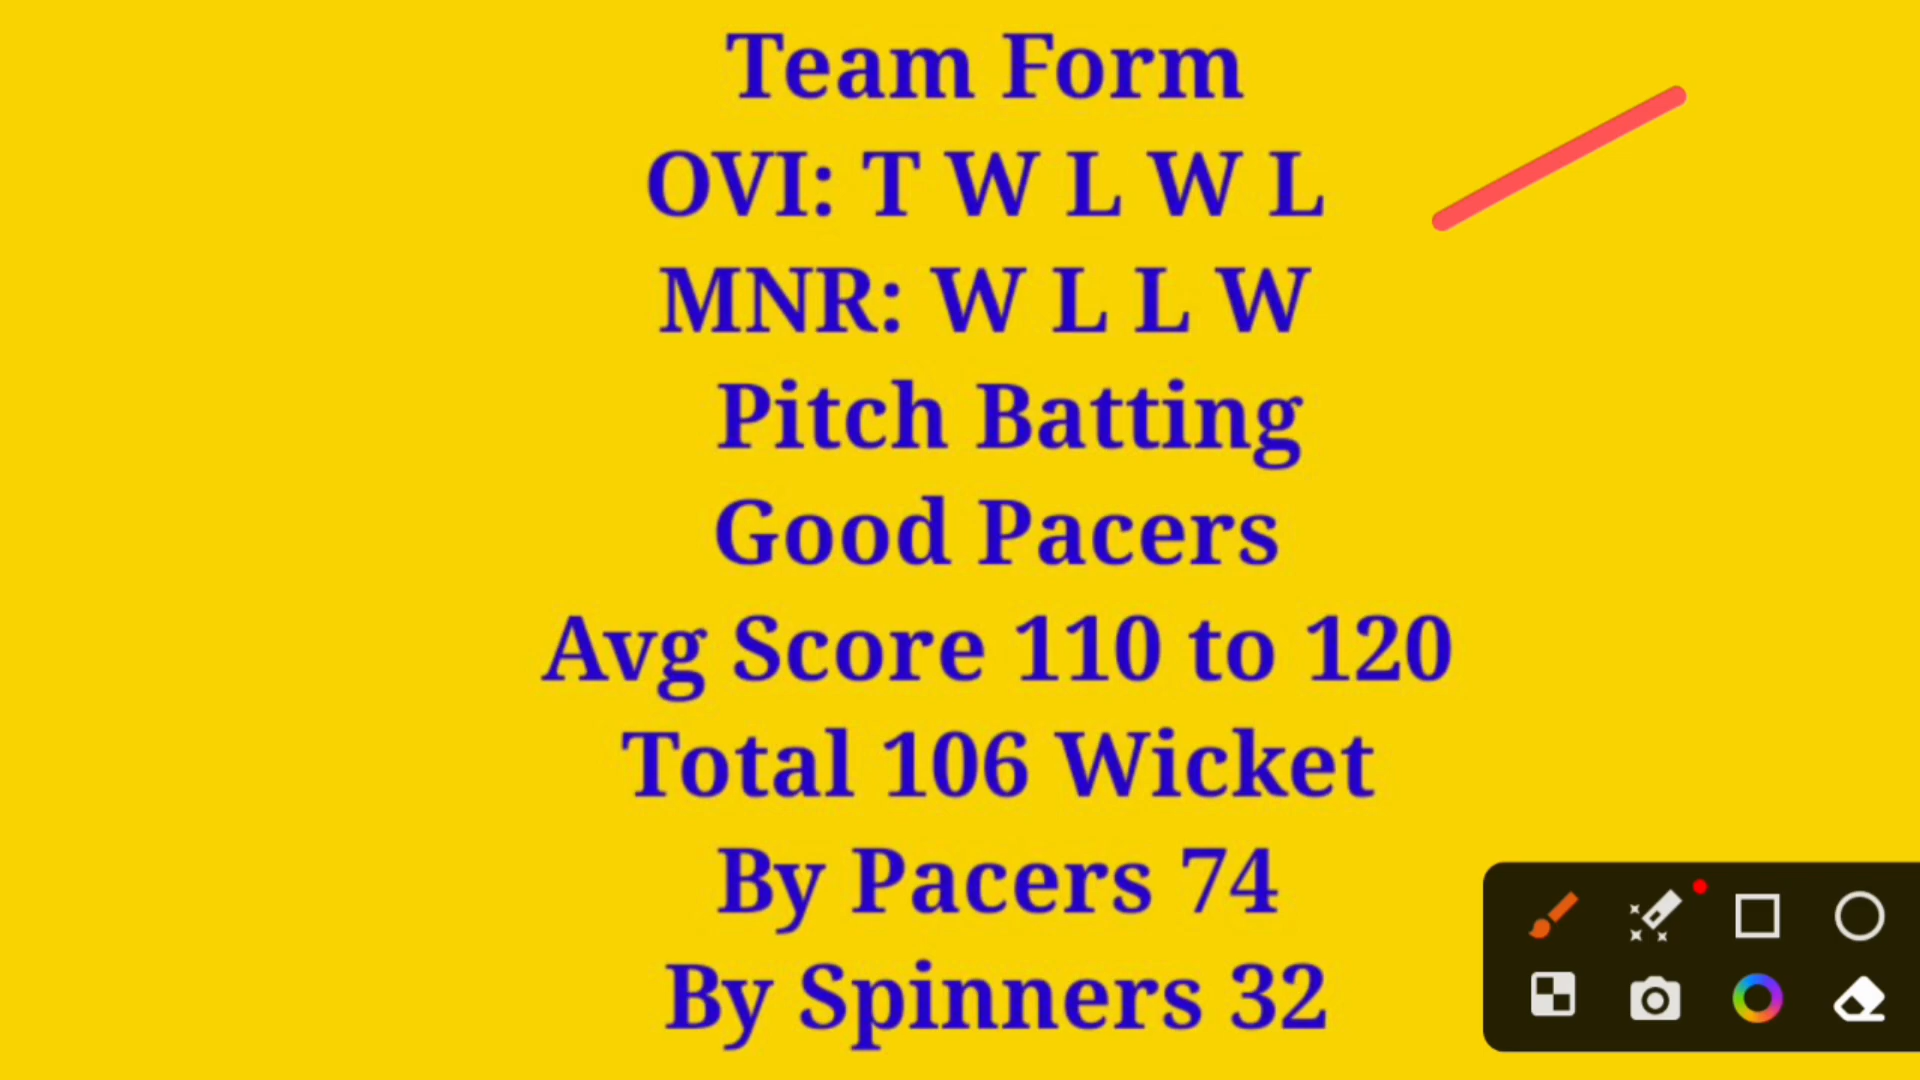 Team Form
OVI: T W L W L
MNR: W L L W
Pitch Batting
Good Pacers
Avg Score 110 to 120
Total 106 Wicket
By Pacers 74
By Spinners 32